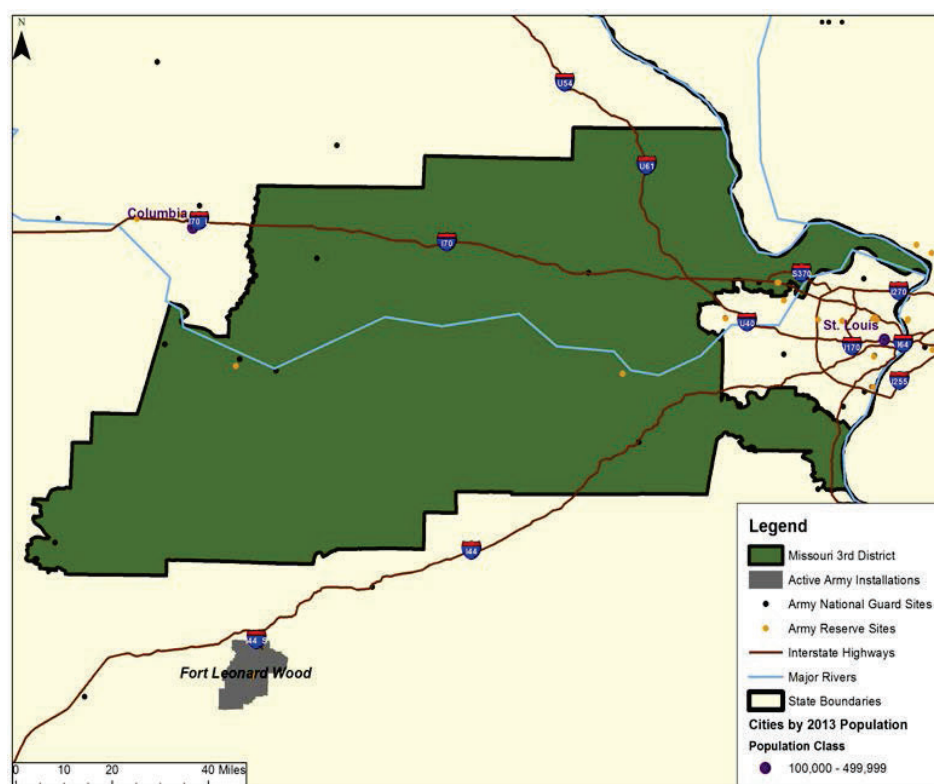 N
U54
U61
Columbia
I70
I70
S370
I270
U40
St. Louis
I64
I170
I255
I44
I44 S
Fort Leonard Wood
0 10 20 40 Miles
Legend
Missouri 3rd District
Active Army Installations
Army National Guard Sites
Army Reserve Sites
Interstate Highways
Major Rivers
State Boundaries
Cities by 2013 Population
Population Class
100,000 - 499,999